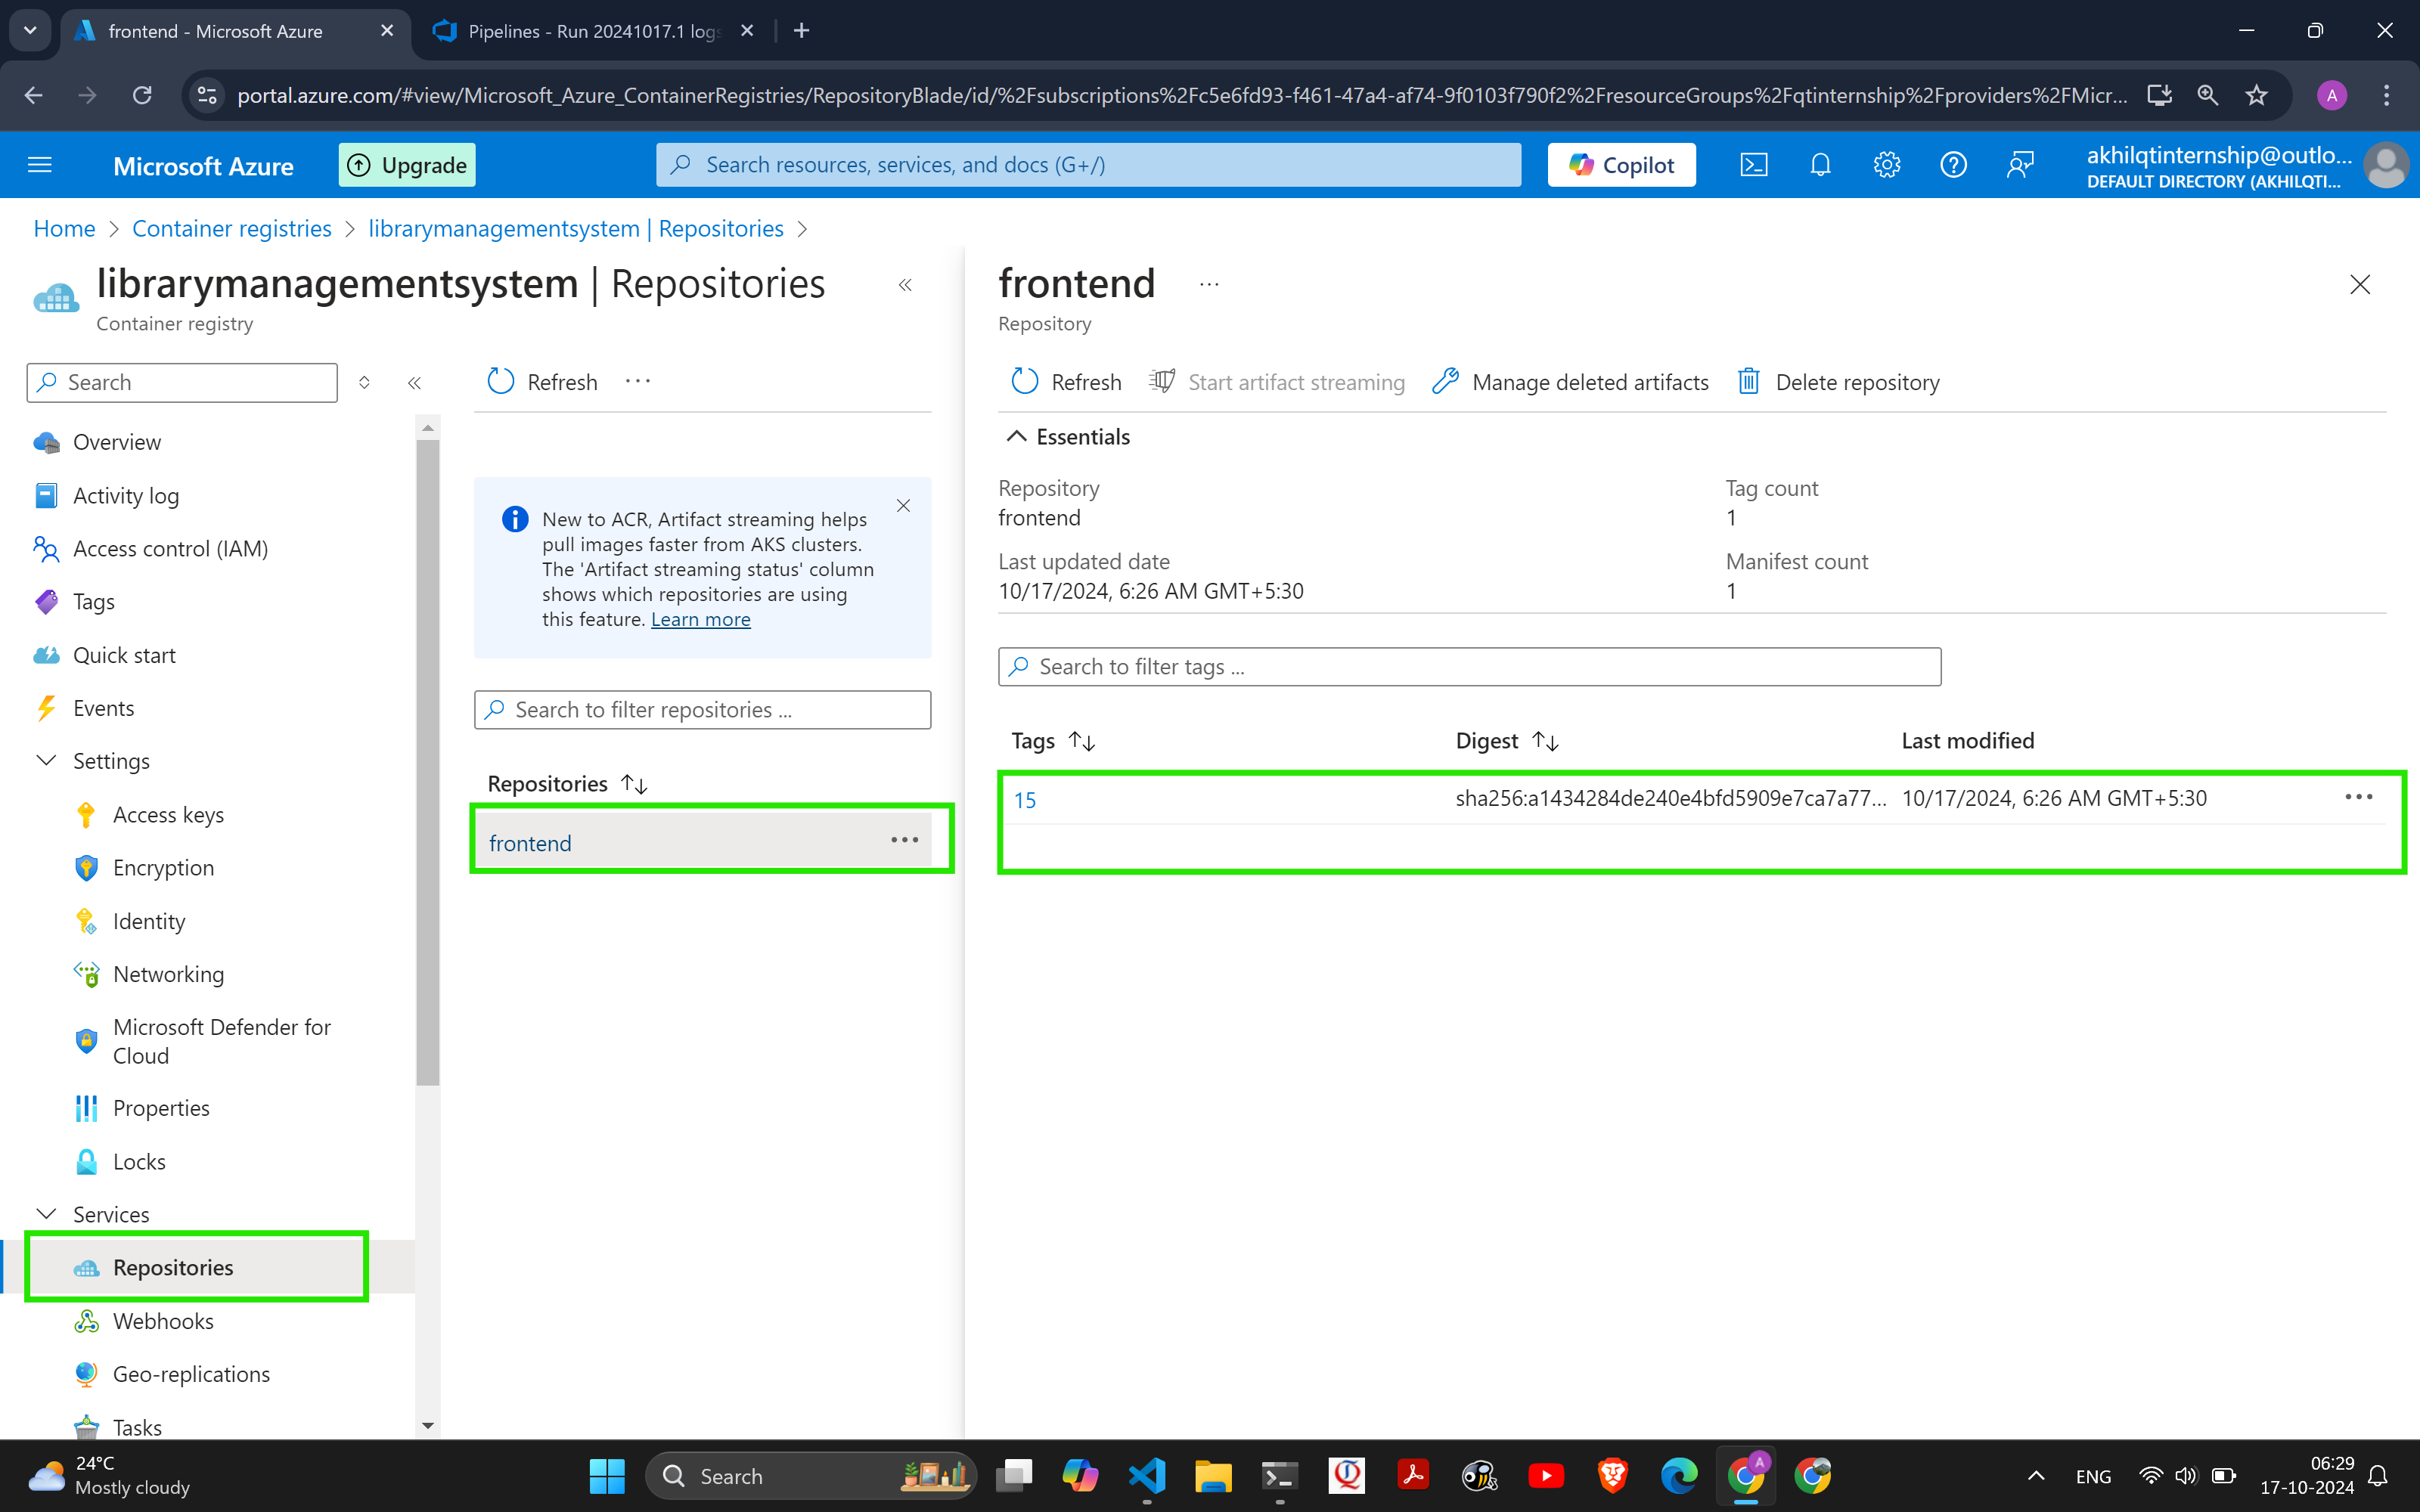 frontend - Microsoft Azure
Pipelines - Run 20241017.1 logs
portal.azure.com/#view/Microsoft_Azure_ContainerRegistries/RepositoryBlade/id/%2Fsubscriptions%2Fc5e6fd93-f461-47a4-af74-9f0103f790f2%2FresourceGroups%2Fqtinternship%2Fproviders%2FMicr...
A
Microsoft Azure
Upgrade
Search resources, services, and docs (G+/)
Copilot
akhilqtinternship@outlo...
DEFAULT DIRECTORY (AKHILQTI...
Home > Container registries > librarymanagementsystem | Repositories >
librarymanagementsystem | Repositories
Container registry
Search
Overview
Activity log
Access control (IAM)
Tags
Quick start
Events
Settings
Access keys
Encryption
Identity
Networking
Microsoft Defender for
Cloud
Properties
Locks
Services
Repositories
Webhooks
Geo-replications
Tasks
Refresh
New to ACR, Artifact streaming helps
pull images faster from AKS clusters.
The 'Artifact streaming status' column
shows which repositories are using
this feature. Learn more
Search to filter repositories ...
Repositories
frontend
frontend
Repository
Refresh
Start artifact streaming
Manage deleted artifacts
Delete repository
Essentials
Repository
frontend
Tag count
1
Last updated date
10/17/2024, 6:26 AM GMT+5:30
Manifest count
1
Search to filter tags ...
Tags
Digest
Last modified
15
sha256:a1434284de240e4bfd5909e7ca7a77...
10/17/2024, 6:26 AM GMT+5:30
24°C
Mostly cloudy
Search
A
ENG
06:29
17-10-2024